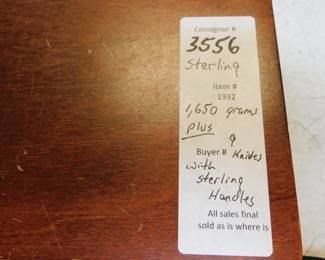 Consignor #
3556
Sterling
Item #
1932
1,650 grams
plus
9
Buyer # Knives
with
sterling
Handles
All sales final
sold as is where is